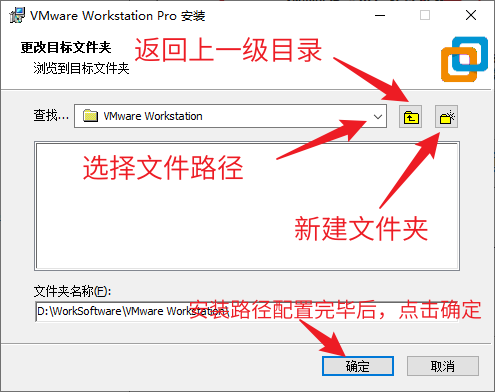 VMware Workstation Pro 安装
更改目标文件夹
返回上一级目录
浏览到目标文件夹
查找...
VMware Workstation
选择文件路径
新建文件夹
文件夹名称(F):
安装路径配置完毕后，点击确定
D:\WorkSoftware\VMware Workstation\
确定
取消